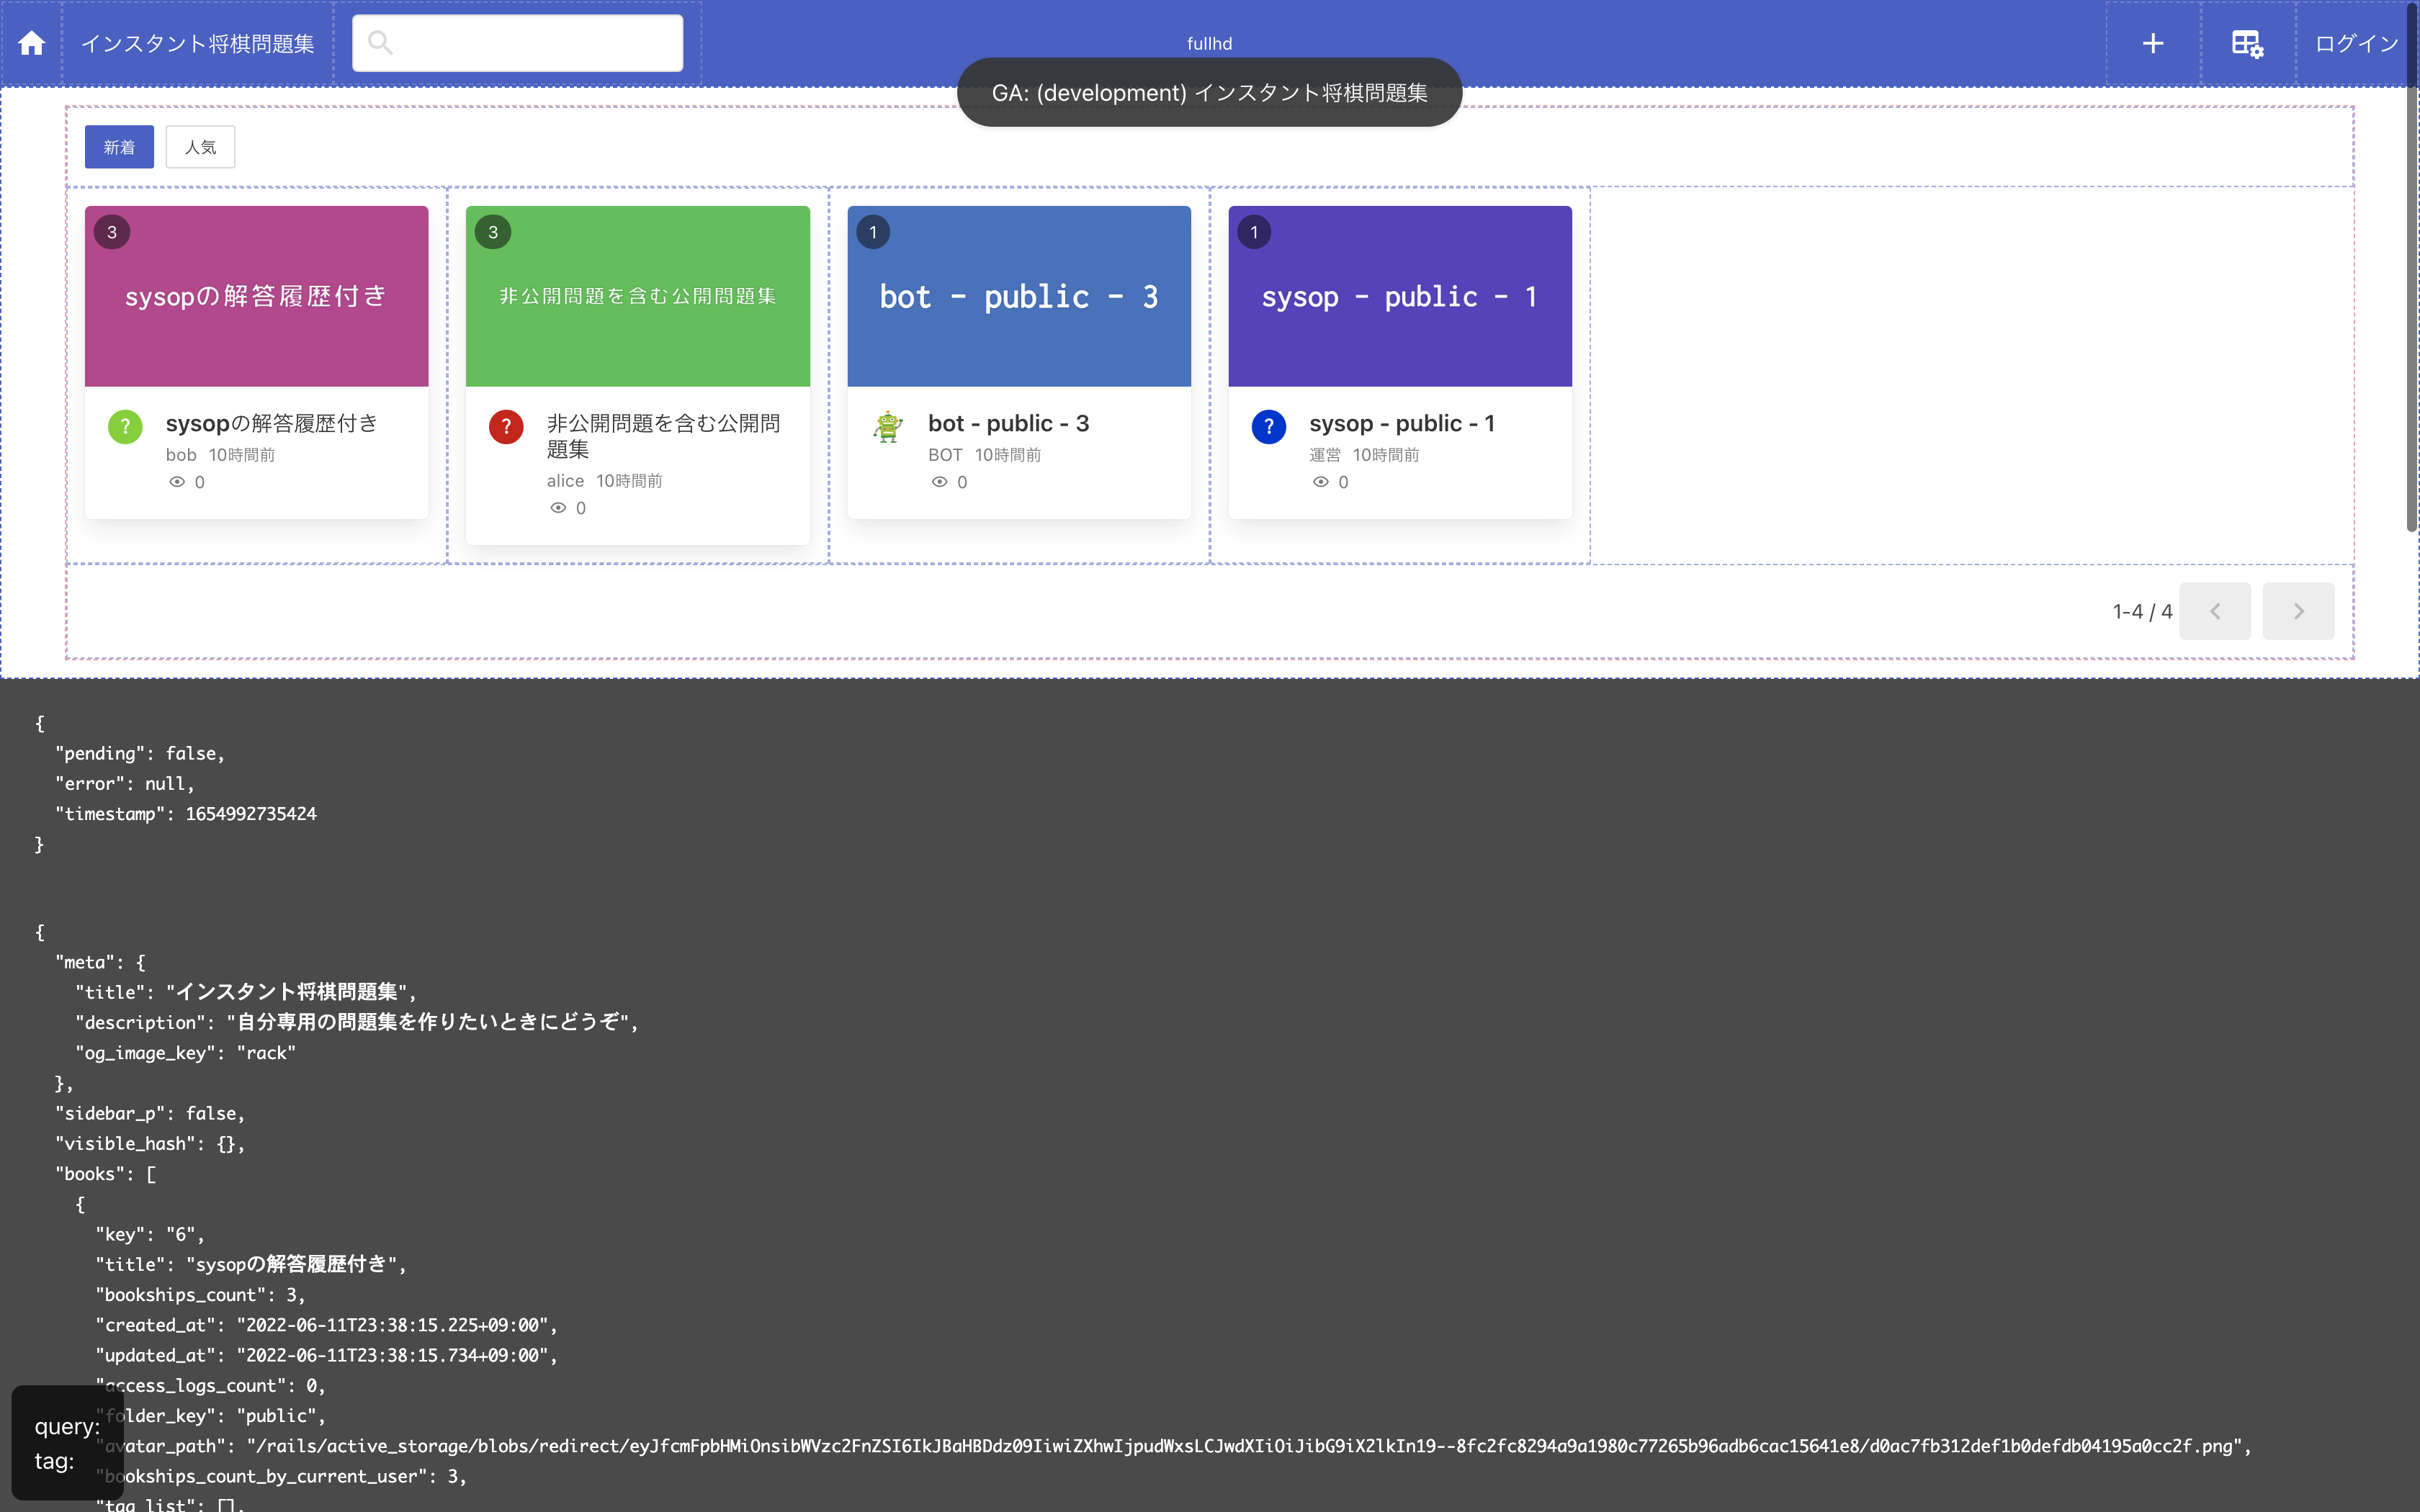 インスタント将棋問題集
fullhd
ログイン
GA: (development) インスタント将棋問題集
新着
人気
3
sysopの解答履歴付き
3
非公開問題を含む公開問題集
1
bot - public - 3
1
sysop - public - 1
?
sysopの解答履歴付き
bob 10時間前
0
?
非公開問題を含む公開問
題集
alice 10時間前
0
bot - public - 3
BOT 10時間前
0
?
sysop - public - 1
運営 10時間前
0
1-4 / 4
{
"pending": false,
"error": null,
"timestamp": 1654992735424
}
{
"meta": {
"title": "インスタント将棋問題集",
"description": "自分専用の問題集を作りたいときにどうぞ",
"og_image_key": "rack"
},
"sidebar_p": false,
"visible_hash": {},
"books": [
{
"key": "6",
"title": "sysopの解答履歴付き",
"bookships_count": 3,
"created_at": "2022-06-11T23:38:15.225+09:00",
"updated_at": "2022-06-11T23:38:15.734+09:00",
"access_logs_count": 0,
"folder_key": "public",
"avatar_path": "/rails/active_storage/blobs/redirect/eyJfcmFpbHMiOnsibWVzc2FnZSI6IkJBaHBDdz09IiwiZXhwIjpudWxsLCJwdXIiOiJibG9iX2lkIn19--8fc2fc8294a9a1980c77265b96adb6cac15641e8/d0ac7fb312def1b0defdb04195a0cc2f.png",
"bookships_count_by_current_user": 3,
"tag_list": [],
query:
tag: